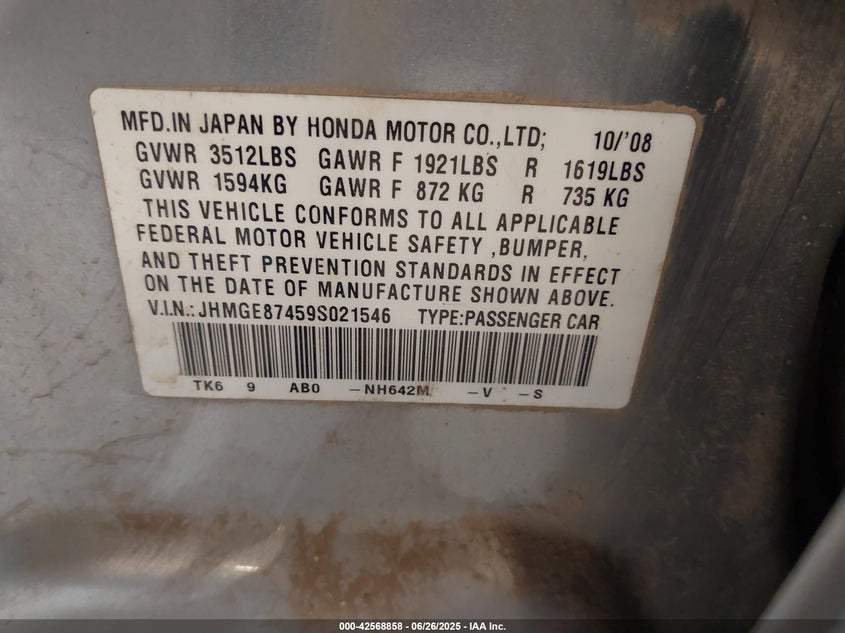 MFD.IN JAPAN BY HONDA MOTOR CO.,LTD; 10/'08
GVWR 3512LBS GAWR F 1921LBS R 1619LBS
GVWR 1594KG GAWR F 872 KG R 735 KG
THIS VEHICLE CONFORMS TO ALL APPLICABLE
FEDERAL MOTOR VEHICLE SAFETY ,BUMPER,
AND THEFT PREVENTION STANDARDS IN EFFECT
ON THE DATE OF MANUFACTURE SHOWN ABOVE.
V.I.N.: JHMGE87459S021546 TYPE:PASSENGER CAR
TK6 9 AB0 –NH642M –V –S
000-42568858 - 06/26/2025 - IAA Inc.